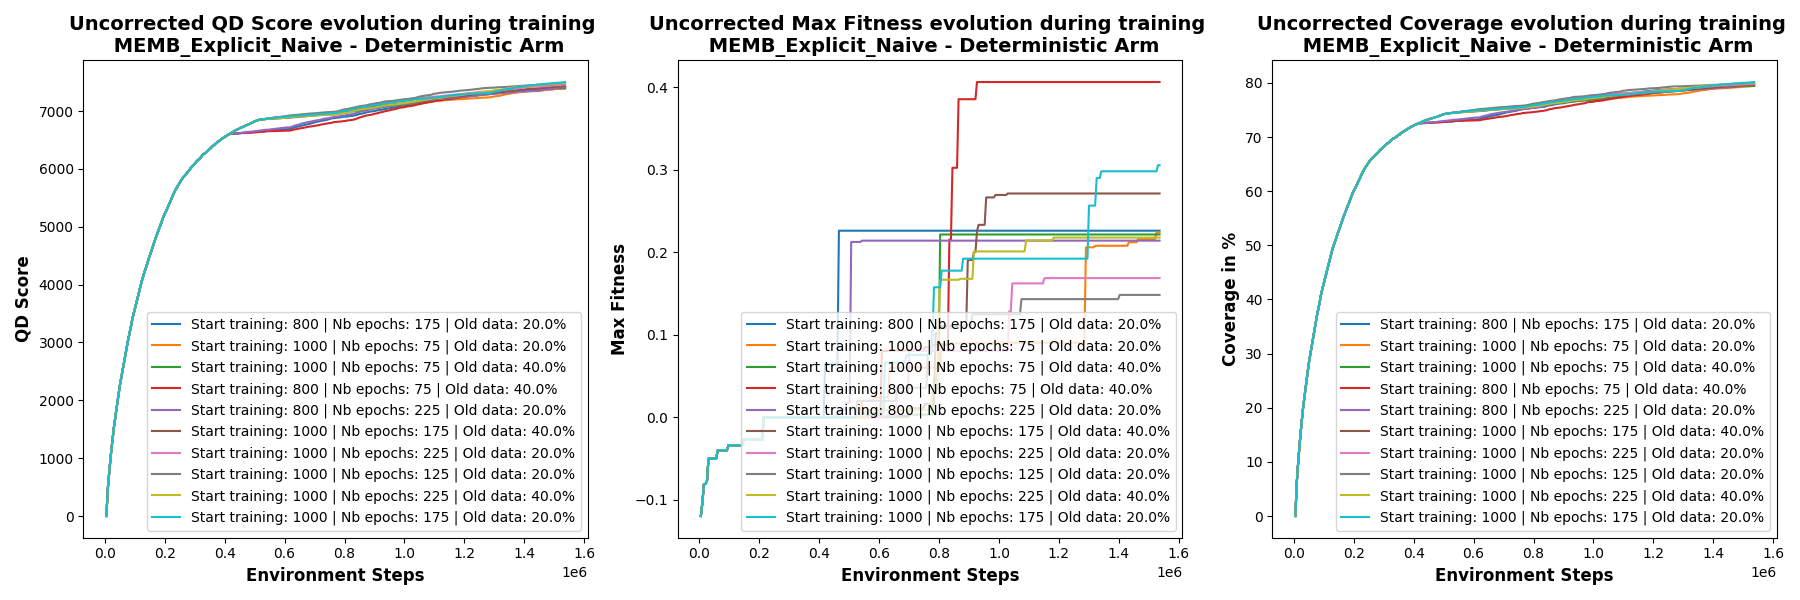 Uncorrected QD Score evolution during training
MEMB_Explicit_Naive - Deterministic Arm
QD Score
7000
6000
5000
4000
3000
2000
1000
0
Start training: 800 | Nb epochs: 175 | Old data: 20.0%
Start training: 1000 | Nb epochs: 75 | Old data: 20.0%
Start training: 1000 | Nb epochs: 75 | Old data: 40.0%
Start training: 800 | Nb epochs: 75 | Old data: 40.0%
Start training: 800 | Nb epochs: 225 | Old data: 20.0%
Start training: 1000 | Nb epochs: 175 | Old data: 40.0%
Start training: 1000 | Nb epochs: 225 | Old data: 20.0%
Start training: 1000 | Nb epochs: 125 | Old data: 20.0%
Start training: 1000 | Nb epochs: 225 | Old data: 40.0%
Start training: 1000 | Nb epochs: 175 | Old data: 20.0%
0.0 0.2 0.4 0.6 0.8 1.0 1.2 1.4 1.6
1e6
Environment Steps
Uncorrected Max Fitness evolution during training
MEMB_Explicit_Naive - Deterministic Arm
Max Fitness
0.4
0.3
0.2
0.1
0.0
−0.1
Start training: 800 | Nb epochs: 175 | Old data: 20.0%
Start training: 1000 | Nb epochs: 75 | Old data: 20.0%
Start training: 1000 | Nb epochs: 75 | Old data: 40.0%
Start training: 800 | Nb epochs: 75 | Old data: 40.0%
Start training: 800 | Nb epochs: 225 | Old data: 20.0%
Start training: 1000 | Nb epochs: 175 | Old data: 40.0%
Start training: 1000 | Nb epochs: 225 | Old data: 20.0%
Start training: 1000 | Nb epochs: 125 | Old data: 20.0%
Start training: 1000 | Nb epochs: 225 | Old data: 40.0%
Start training: 1000 | Nb epochs: 175 | Old data: 20.0%
0.0 0.2 0.4 0.6 0.8 1.0 1.2 1.4 1.6
1e6
Environment Steps
Uncorrected Coverage evolution during training
MEMB_Explicit_Naive - Deterministic Arm
Coverage in %
80
70
60
50
40
30
20
10
0
Start training: 800 | Nb epochs: 175 | Old data: 20.0%
Start training: 1000 | Nb epochs: 75 | Old data: 20.0%
Start training: 1000 | Nb epochs: 75 | Old data: 40.0%
Start training: 800 | Nb epochs: 75 | Old data: 40.0%
Start training: 800 | Nb epochs: 225 | Old data: 20.0%
Start training: 1000 | Nb epochs: 175 | Old data: 40.0%
Start training: 1000 | Nb epochs: 225 | Old data: 20.0%
Start training: 1000 | Nb epochs: 125 | Old data: 20.0%
Start training: 1000 | Nb epochs: 225 | Old data: 40.0%
Start training: 1000 | Nb epochs: 175 | Old data: 20.0%
0.0 0.2 0.4 0.6 0.8 1.0 1.2 1.4 1.6
1e6
Environment Steps